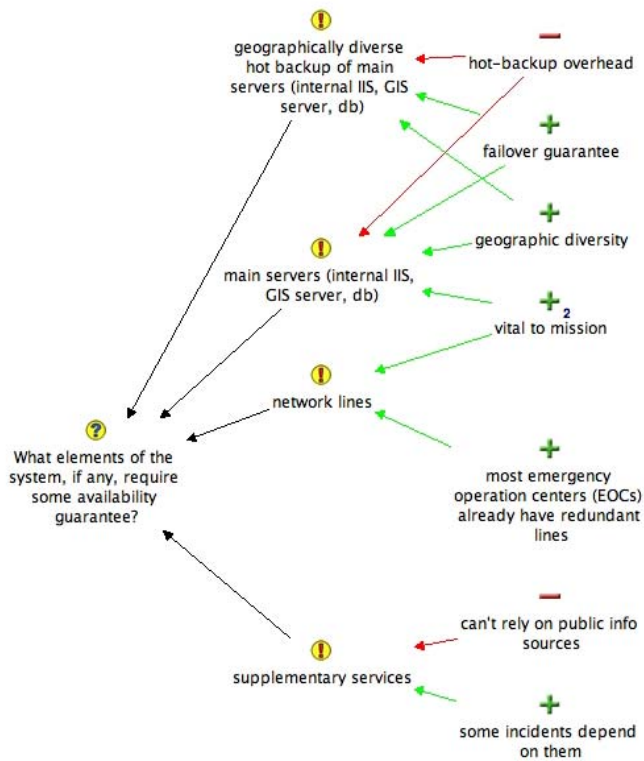 geographically diverse
hot backup of main
servers (internal IIS, GIS
server, db)
hot-backup overhead
failover guarantee
geographic diversity
main servers (internal IIS,
GIS server, db)
2
vital to mission
network lines
?
What elements of the
system, if any, require
some availability
guarantee?
most emergency
operation centers (EOCs)
already have redundant
lines
can't rely on public info
sources
supplementary services
some incidents depend
on them